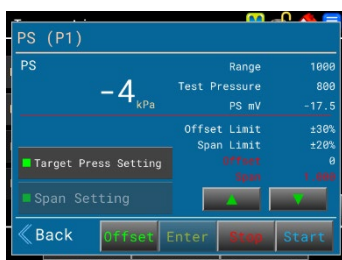 PS (P1)
PS
-4 kPa
Range 1000
Test Pressure 800
PS mV -17.5
Offset Limit ±30%
Span Limit ±20%
Offset 0
Span 1.000
Target Press Setting
Span Setting
Back Offset Enter Stop Start